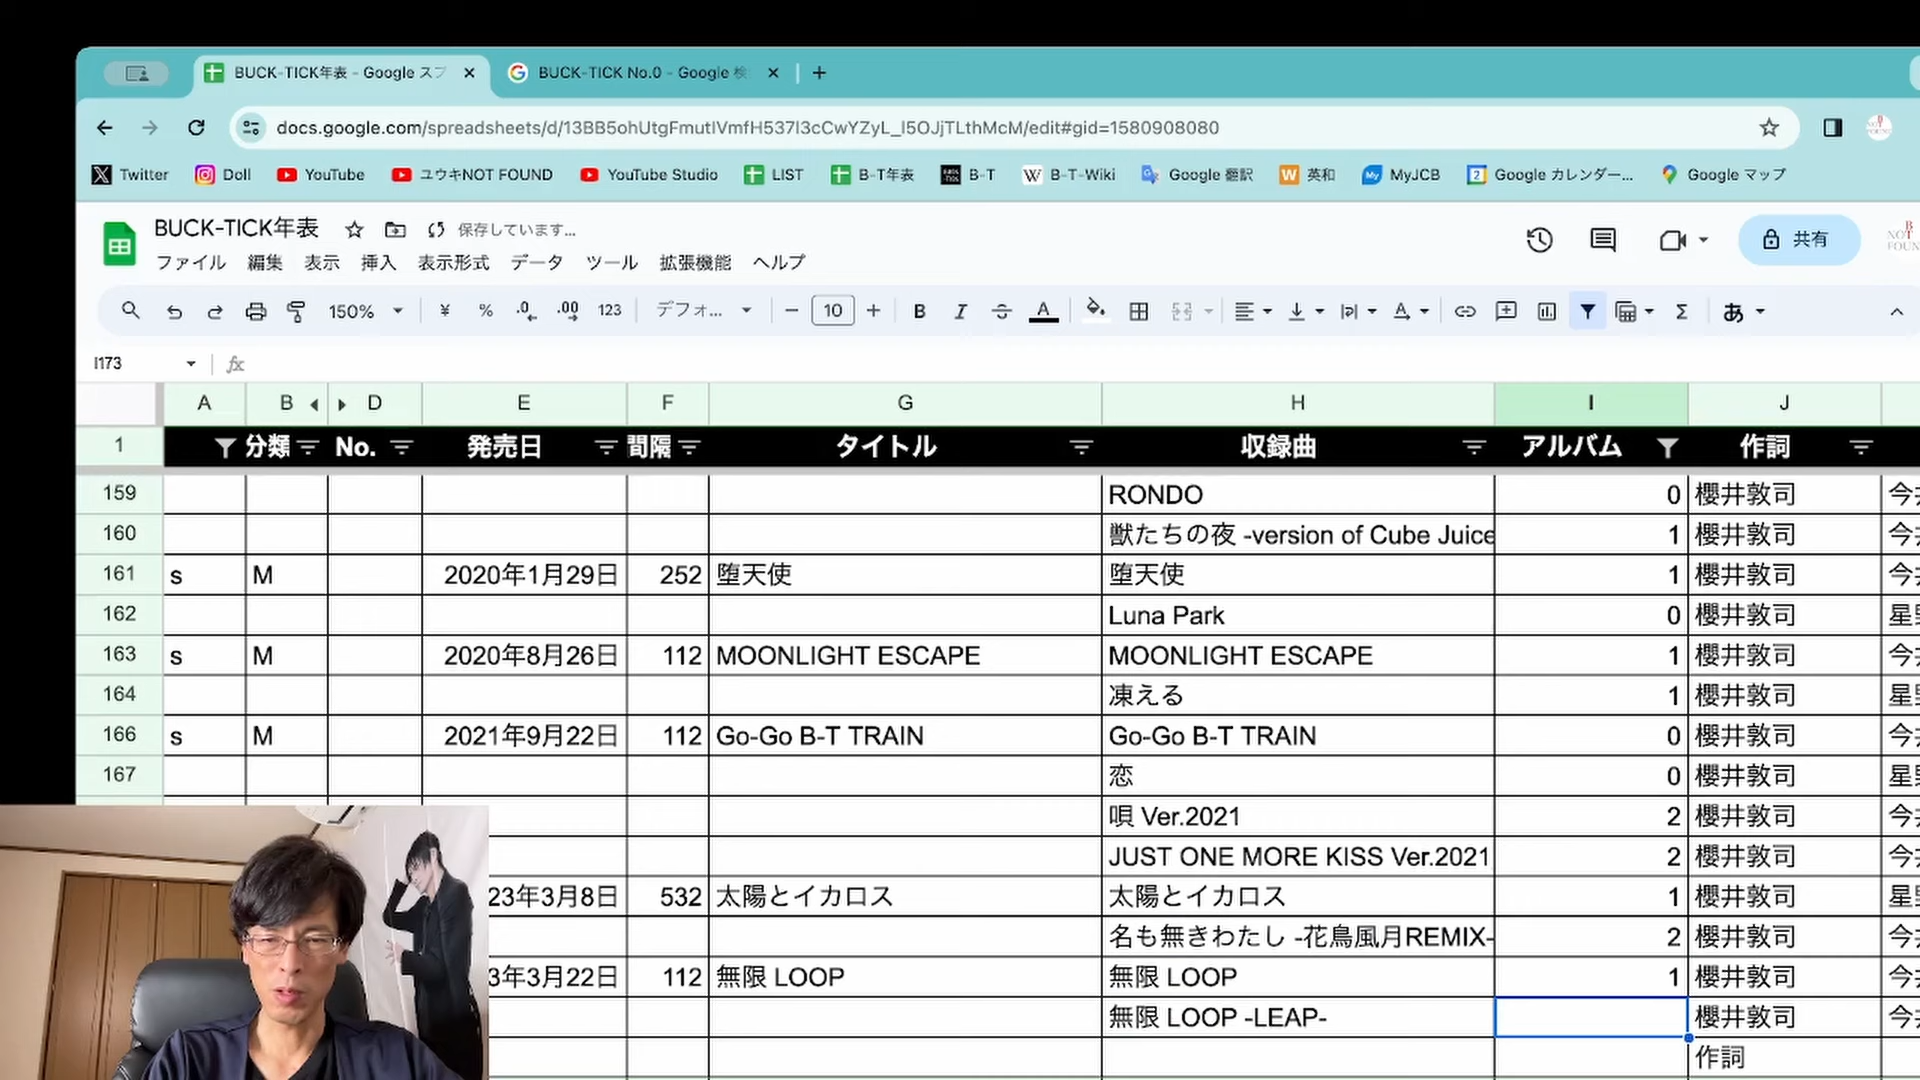 BUCK-TICK年表 - Google スプ
BUCK-TICK No.0 - Google 検
docs.google.com/spreadsheets/d/13BB5ohUtgFmutIVmfH537I3cCwYZyL_I5OJjTLthMcM/edit#gid=1580908080
Twitter Doll YouTube ユウキNOT FOUND YouTube Studio LIST B-T年表 B-T B-T-Wiki Google 翻訳 英和 MyJCB Google カレンダー... Google マップ
BUCK-TICK年表 保存しています...
共有
ファイル 編集 表示 挿入 表示形式 データ ツール 拡張機能 ヘルプ
150% ¥ % .0 .00 123 デフォ... 10 B I S A あ
I173 fx
A B D E F G H I J
1 分類 No. 発売日 間隔 タイトル 収録曲 アルバム 作詞
159 RONDO 0 櫻井敦司 今
160 獣たちの夜 -version of Cube Juice 1 櫻井敦司 今
161 s M 2020年1月29日 252 堕天使 堕天使 1 櫻井敦司 今
162 Luna Park 0 櫻井敦司 星
163 s M 2020年8月26日 112 MOONLIGHT ESCAPE MOONLIGHT ESCAPE 1 櫻井敦司 今
164 凍える 1 櫻井敦司 星
166 s M 2021年9月22日 112 Go-Go B-T TRAIN Go-Go B-T TRAIN 0 櫻井敦司 今
167 恋 0 櫻井敦司 星
唄 Ver.2021 2 櫻井敦司 今
JUST ONE MORE KISS Ver.2021 2 櫻井敦司 今
23年3月8日 532 太陽とイカロス 太陽とイカロス 1 櫻井敦司 星
名も無きわたし -花鳥風月REMIX- 2 櫻井敦司 今
3年3月22日 112 無限 LOOP 無限 LOOP 1 櫻井敦司 今
無限 LOOP -LEAP- 櫻井敦司 今
作詞